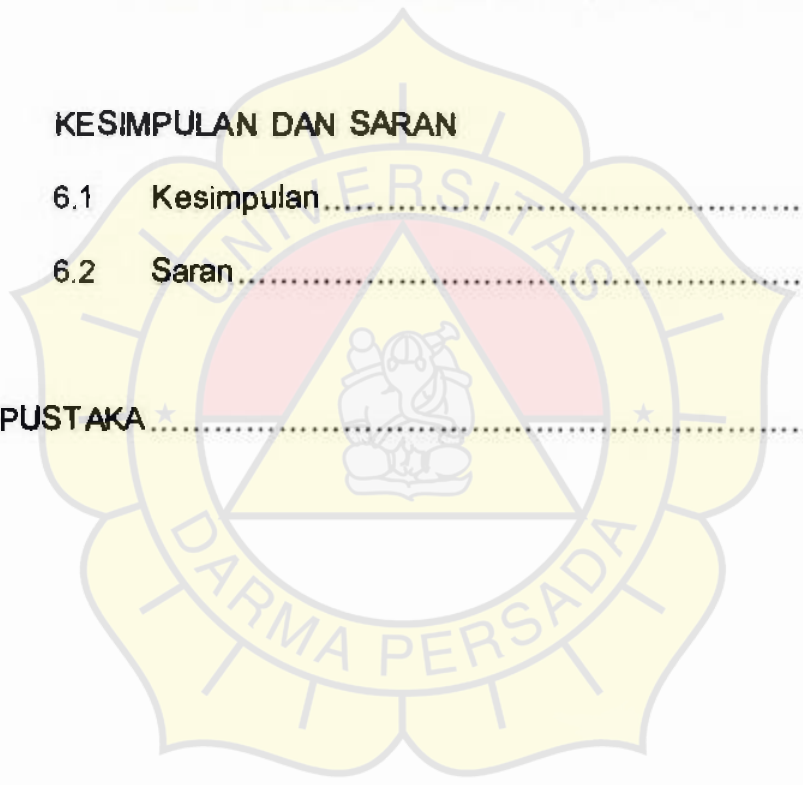 KESIMPULAN DAN SARAN
6.1 Kesimpulan
6.2 Saran
PUSTAKA
UNIVERSITAS
DARMA PERSADA